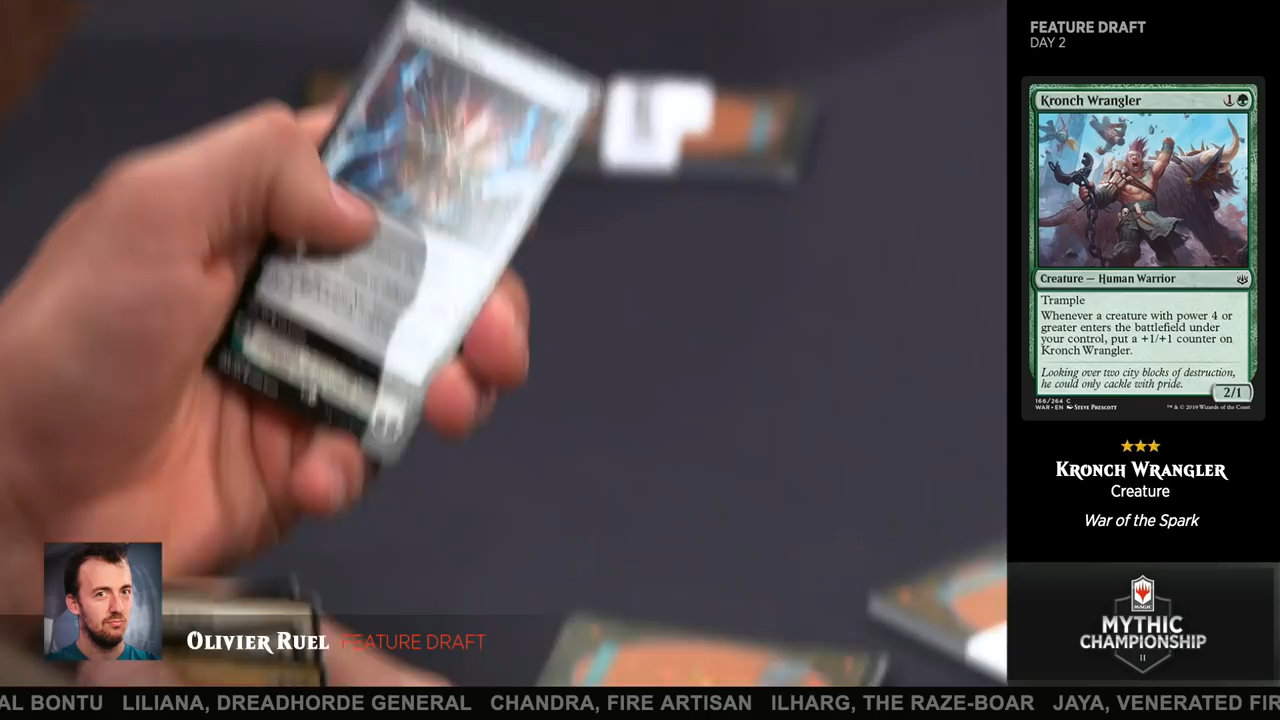 FEATURE DRAFT
DAY 2
Kronch Wrangler 1
Creature — Human Warrior
Trample
Whenever a creature with power 4 or
greater enters the battlefield under
your control, put a +1/+1 counter on
Kronch Wrangler.
Looking over two city blocks of destruction,
he could only cackle with pride.
2/1
166/264 C
WAR • EN Steve Prescott ™ & © 2019 Wizards of the Coast
Kronch Wrangler
Creature
War of the Spark
MAGIC
MYTHIC
CHAMPIONSHIP
II
Olivier Ruel FEATURE DRAFT
AL BONTU LILIANA, DREADHORDE GENERAL CHANDRA, FIRE ARTISAN ILHARG, THE RAZE-BOAR JAYA, VENERATED FIR